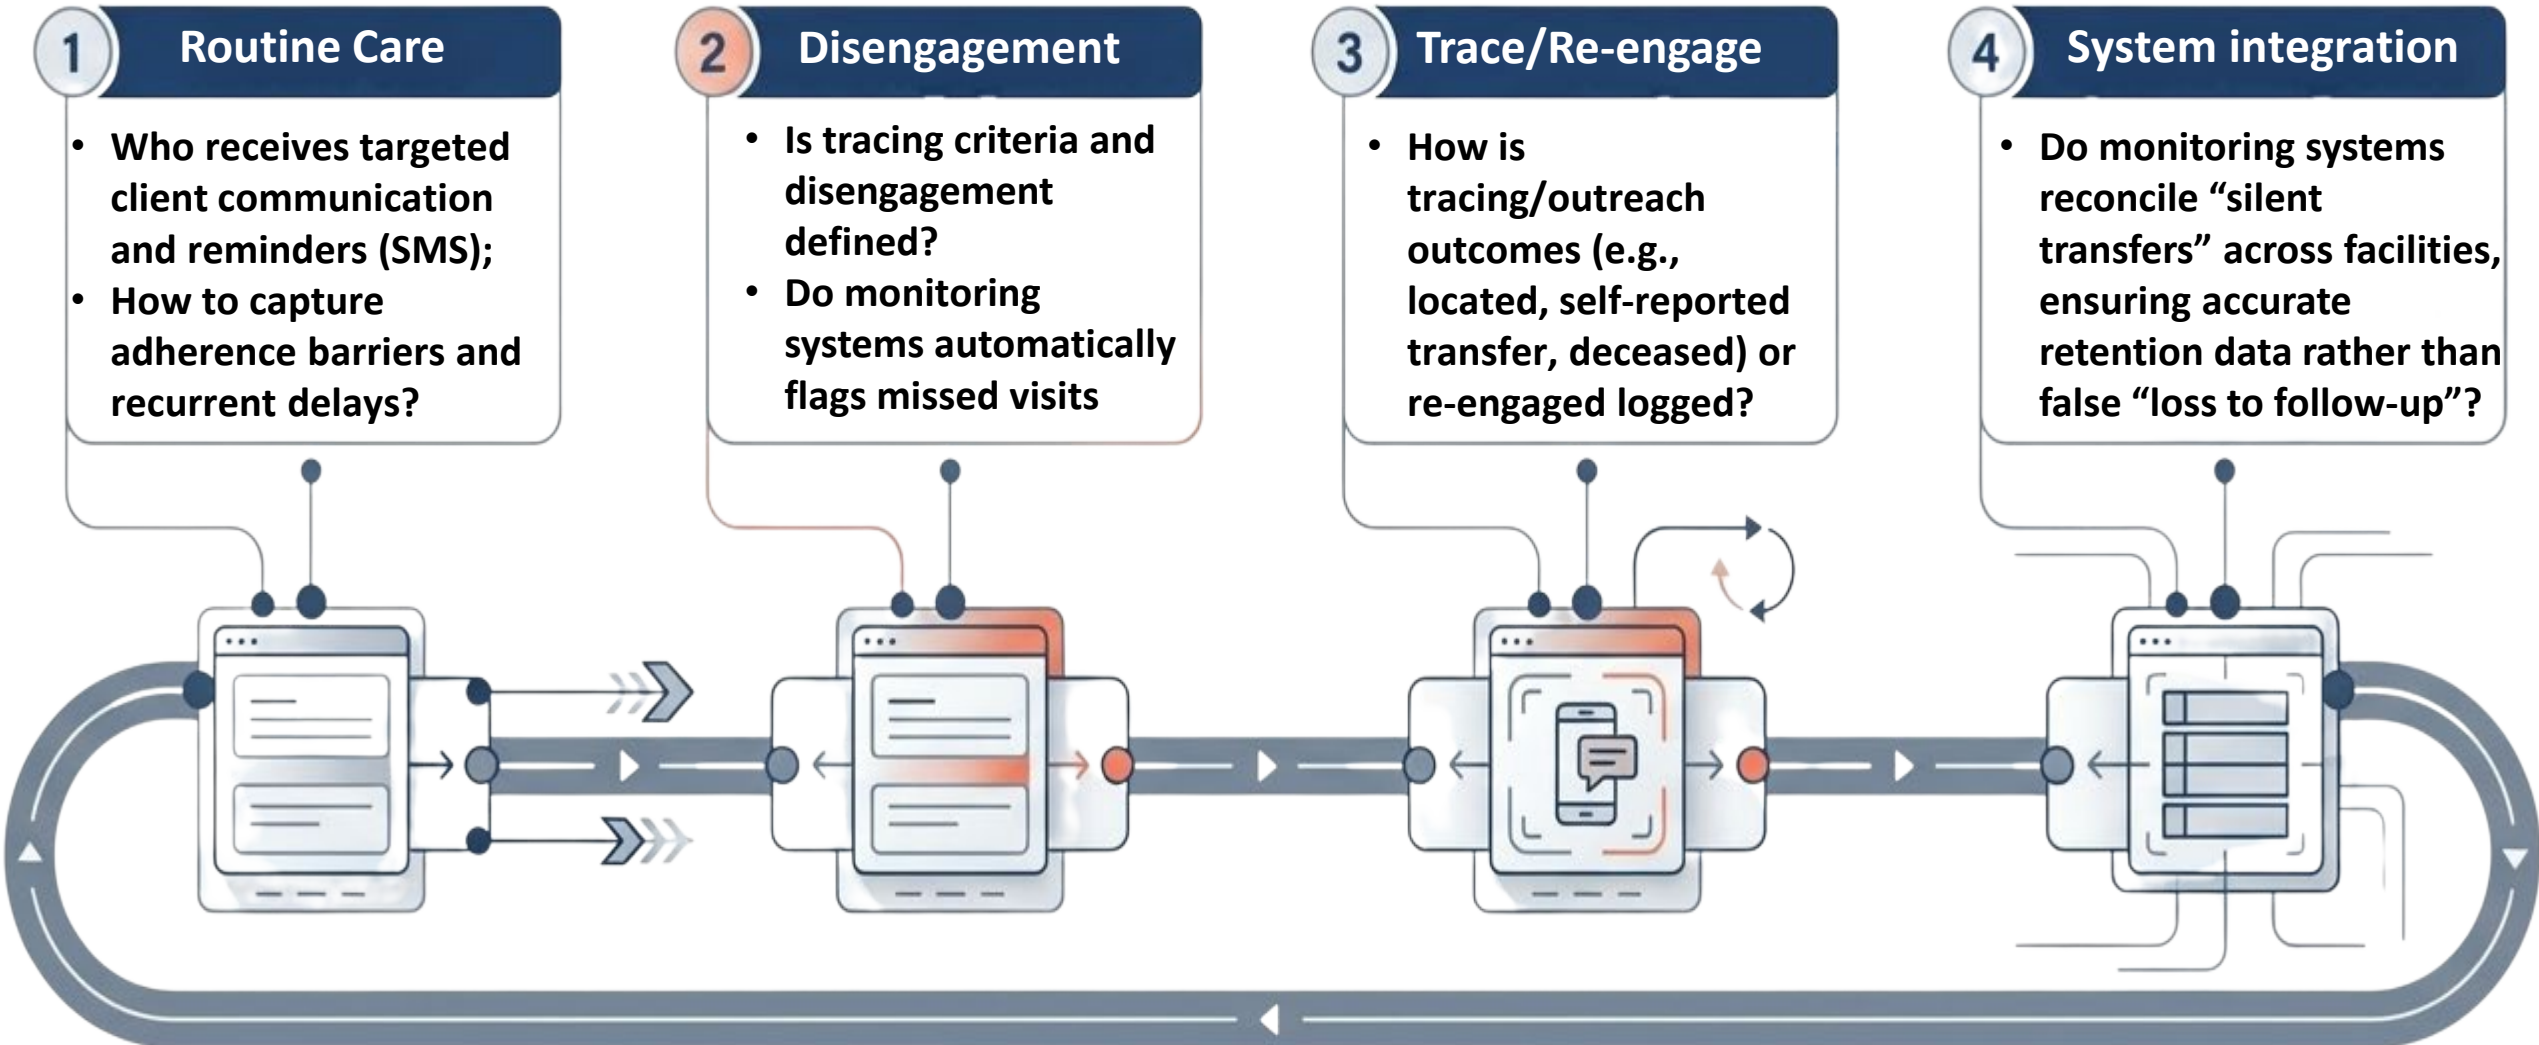 1
Routine Care
• Who receives targeted
client communication
and reminders (SMS);
• How to capture
adherence barriers and
recurrent delays?
2
Disengagement
• Is tracing criteria and
disengagement
defined?
• Do monitoring
systems automatically
flags missed visits
3
Trace/Re-engage
• How is
tracing/outreach
outcomes (e.g.,
located, self-reported
transfer, deceased) or
re-engaged logged?
4
System integration
• Do monitoring systems
reconcile “silent
transfers” across facilities,
ensuring accurate
retention data rather than
false “loss to follow-up”?